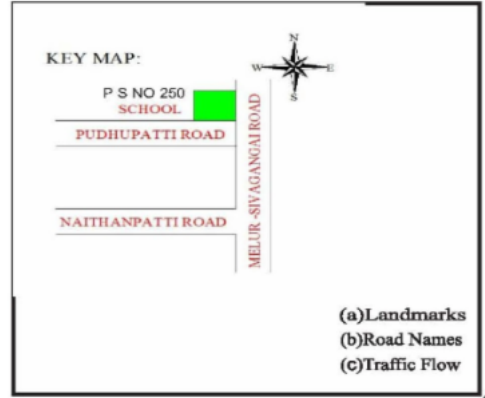 N
KEY MAP:
W E
S
P S NO 250
SCHOOL
PUDHUPATTI ROAD
MELUR -SIVAGANGAI ROAD
NAITHANPATTI ROAD
(a)Landmarks
(b)Road Names
(c)Traffic Flow